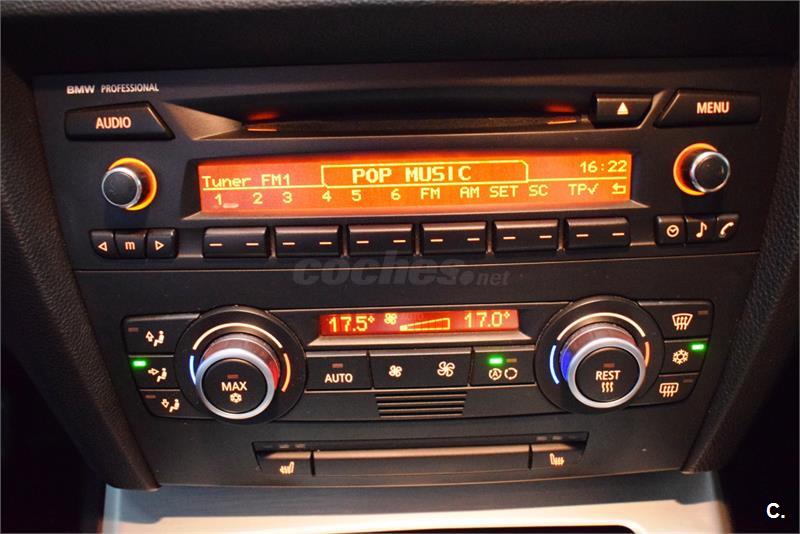 BMW PROFESSIONAL
AUDIO
MENU
POP MUSIC
16:22
Tuner FM1
1 2 3 4 5 6 FM AM SET SC TP✓
m
coches.net
17.5°
17.0°
MAX
AUTO
A
REST
C.